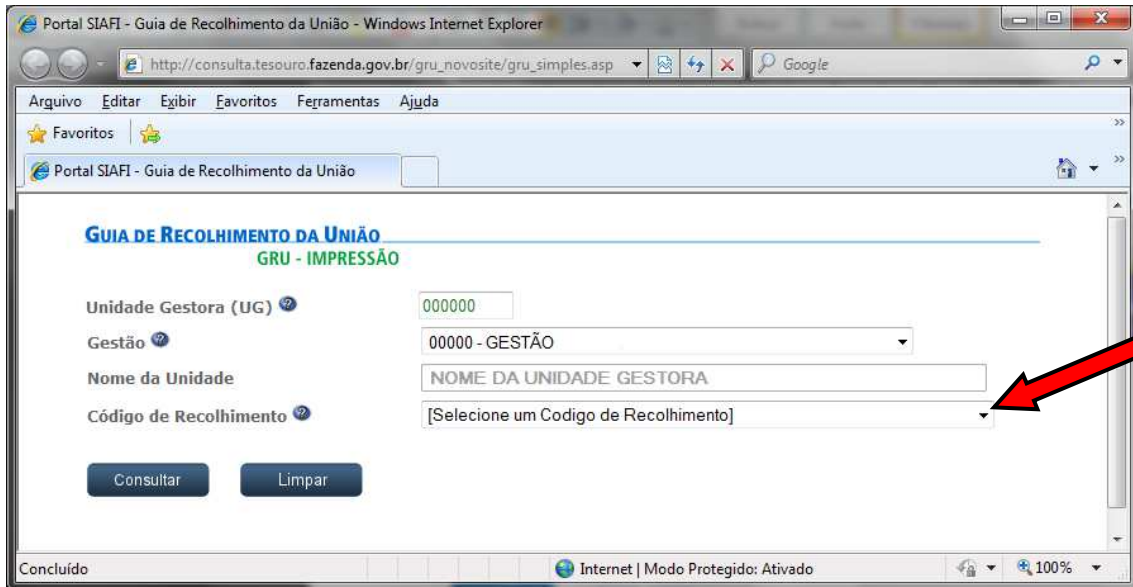 Portal SIAFI - Guia de Recolhimento da União - Windows Internet Explorer
http://consulta.tesouro.fazenda.gov.br/gru_novosite/gru_simples.asp Google
Arquivo Editar Exibir Favoritos Ferramentas Ajuda
Favoritos
Portal SIAFI - Guia de Recolhimento da União
GUIA DE RECOLHIMENTO DA UNIÃO
GRU - IMPRESSÃO
Unidade Gestora (UG) 000000
Gestão 00000 - GESTÃO
Nome da Unidade NOME DA UNIDADE GESTORA
Código de Recolhimento [Selecione um Codigo de Recolhimento]
Consultar Limpar
Concluído Internet | Modo Protegido: Ativado 100%